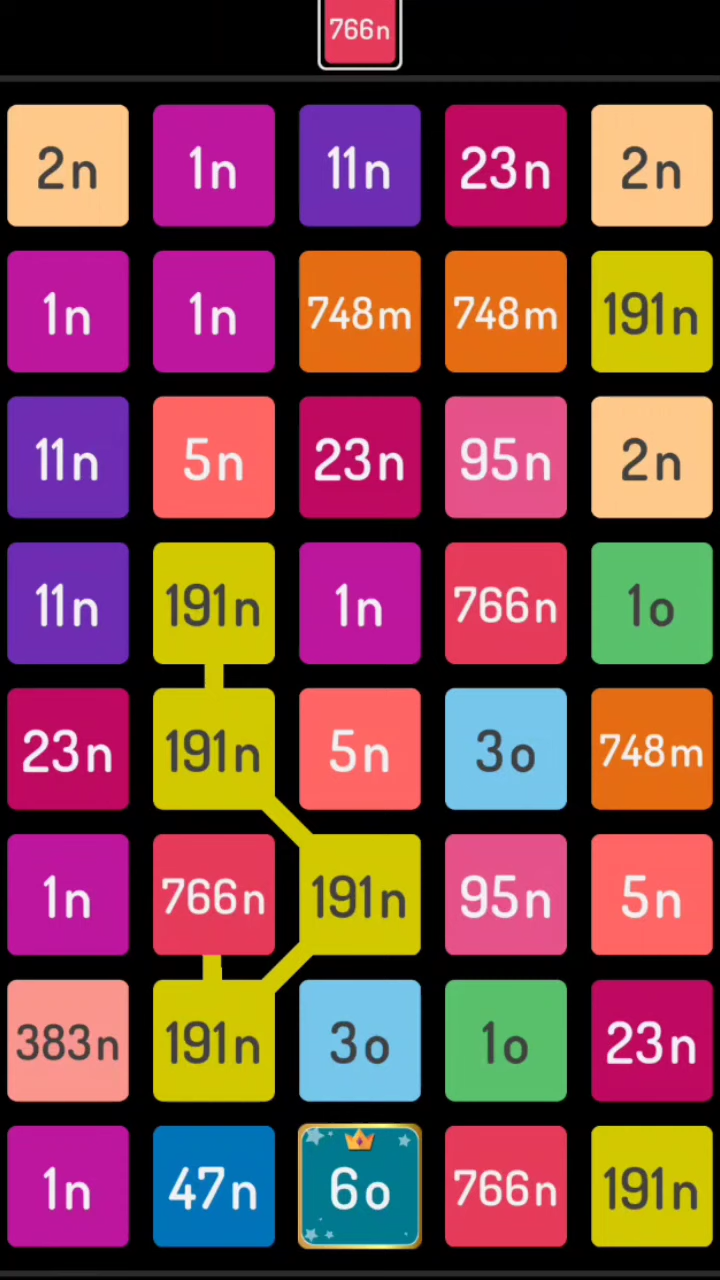 766n
2n 1n 11n 23n 2n
1n 1n 748m 748m 191n
11n 5n 23n 95n 2n
11n 191n 1n 766n 1o
23n 191n 5n 3o 748m
1n 766n 191n 95n 5n
383n 191n 3o 1o 23n
1n 47n 6o 766n 191n